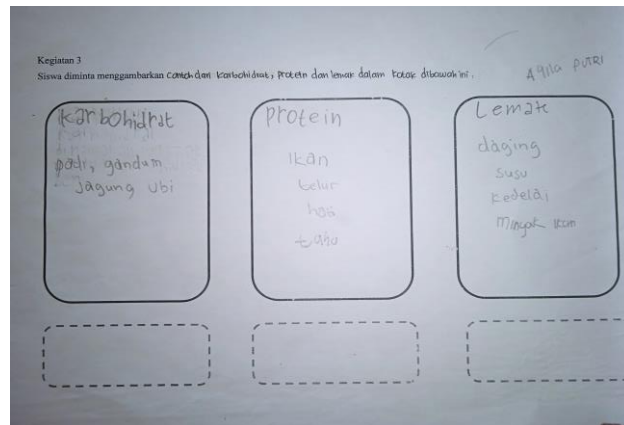 Kegiatan 3
Siswa diminta menggambarkan contoh dari karbohidrat, protein dan lemak dalam kotak dibawah ini.
Aqila PUTRI
karbohidrat
padi, gandum
jagung ubi
Protein
Ikan
telur
tahu
Lemak
daging
susu
kedelai
Minyak ikan